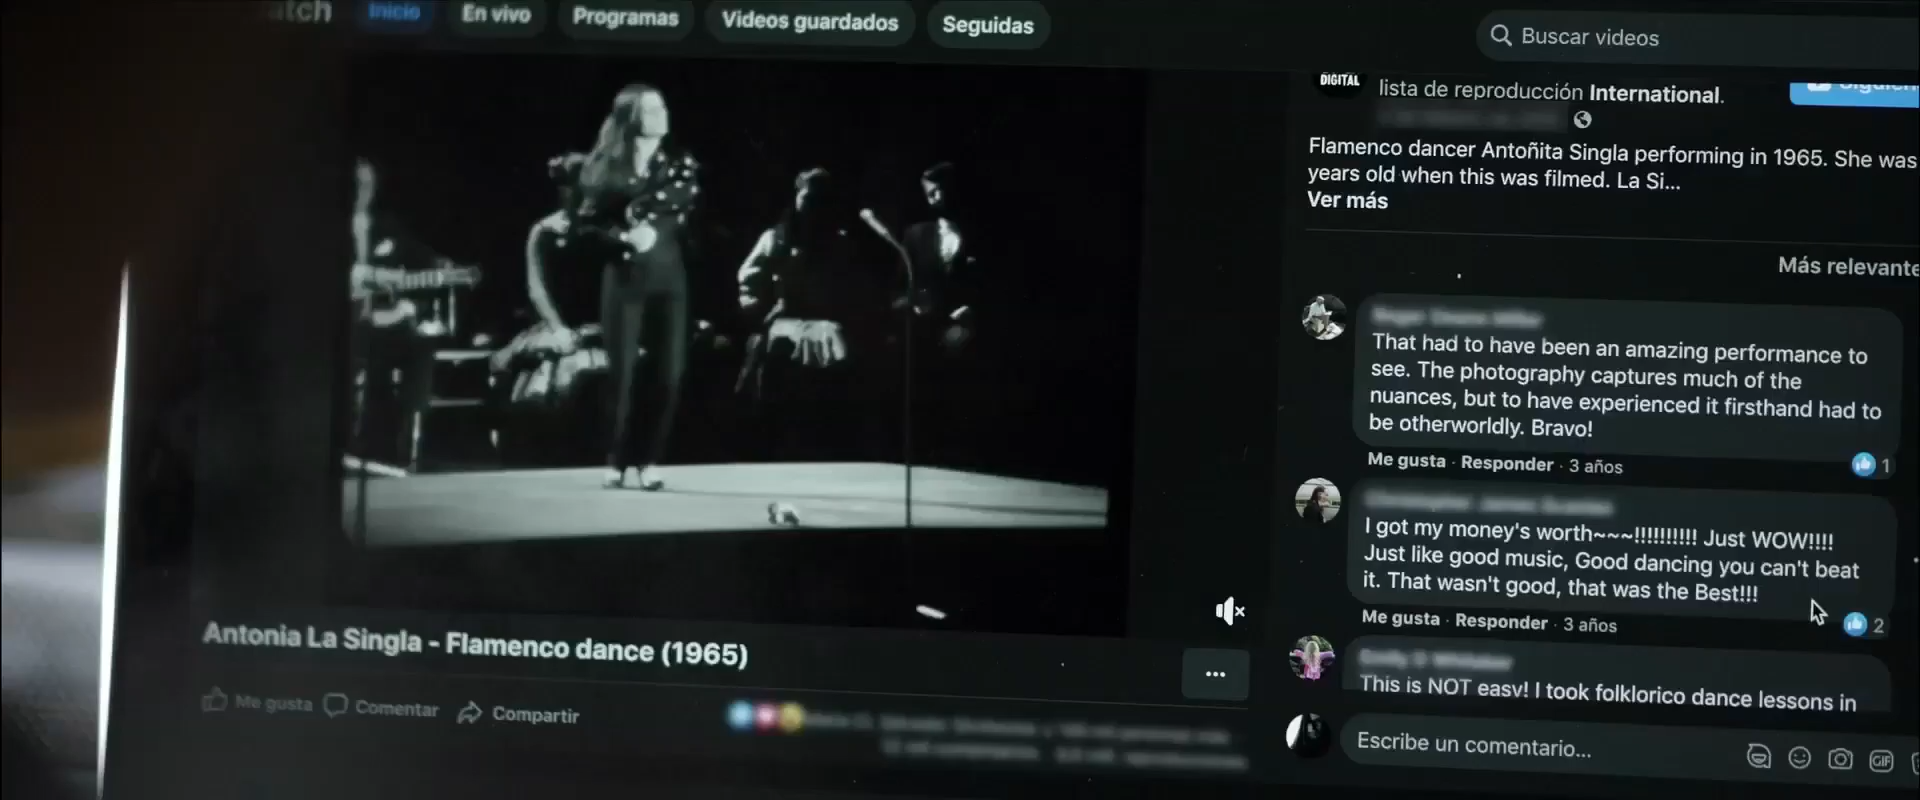 Inicio
En vivo
Programas
Videos guardados
Seguidas
Buscar videos
DIGITAL
lista de reproducción International.
Flamenco dancer Antoñita Singla performing in 1965. She was
years old when this was filmed. La Si...
Ver más
Más relevante
That had to have been an amazing performance to
see. The photography captures much of the
nuances, but to have experienced it firsthand had to
be otherworldly. Bravo!
Me gusta · Responder · 3 años
1
I got my money's worth~~~!!!!!!!!!! Just WOW!!!!
Just like good music, Good dancing you can't beat
it. That wasn't good, that was the Best!!!
Me gusta · Responder · 3 años
2
This is NOT easy! I took folklorico dance lessons in
Escribe un comentario...
GIF
Antonia La Singla - Flamenco dance (1965)
Me gusta
Comentar
Compartir